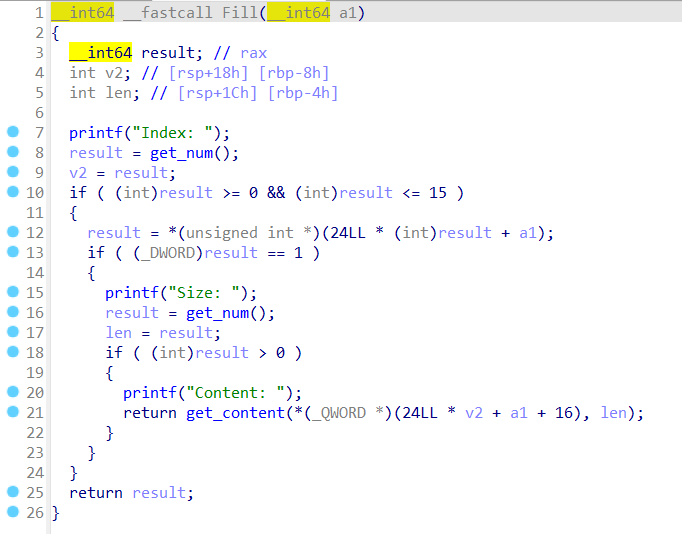 1 __int64 __fastcall Fill(__int64 a1)
2 {
3   __int64 result; // rax
4   int v2; // [rsp+18h] [rbp-8h]
5   int len; // [rsp+1Ch] [rbp-4h]
6
7   printf("Index: ");
8   result = get_num();
9   v2 = result;
10   if ( (int)result >= 0 && (int)result <= 15 )
11   {
12     result = *(unsigned int *)(24LL * (int)result + a1);
13     if ( (_DWORD)result == 1 )
14     {
15       printf("Size: ");
16       result = get_num();
17       len = result;
18       if ( (int)result > 0 )
19       {
20         printf("Content: ");
21         return get_content(*(_QWORD *)(24LL * v2 + a1 + 16), len);
22       }
23     }
24   }
25   return result;
26 }